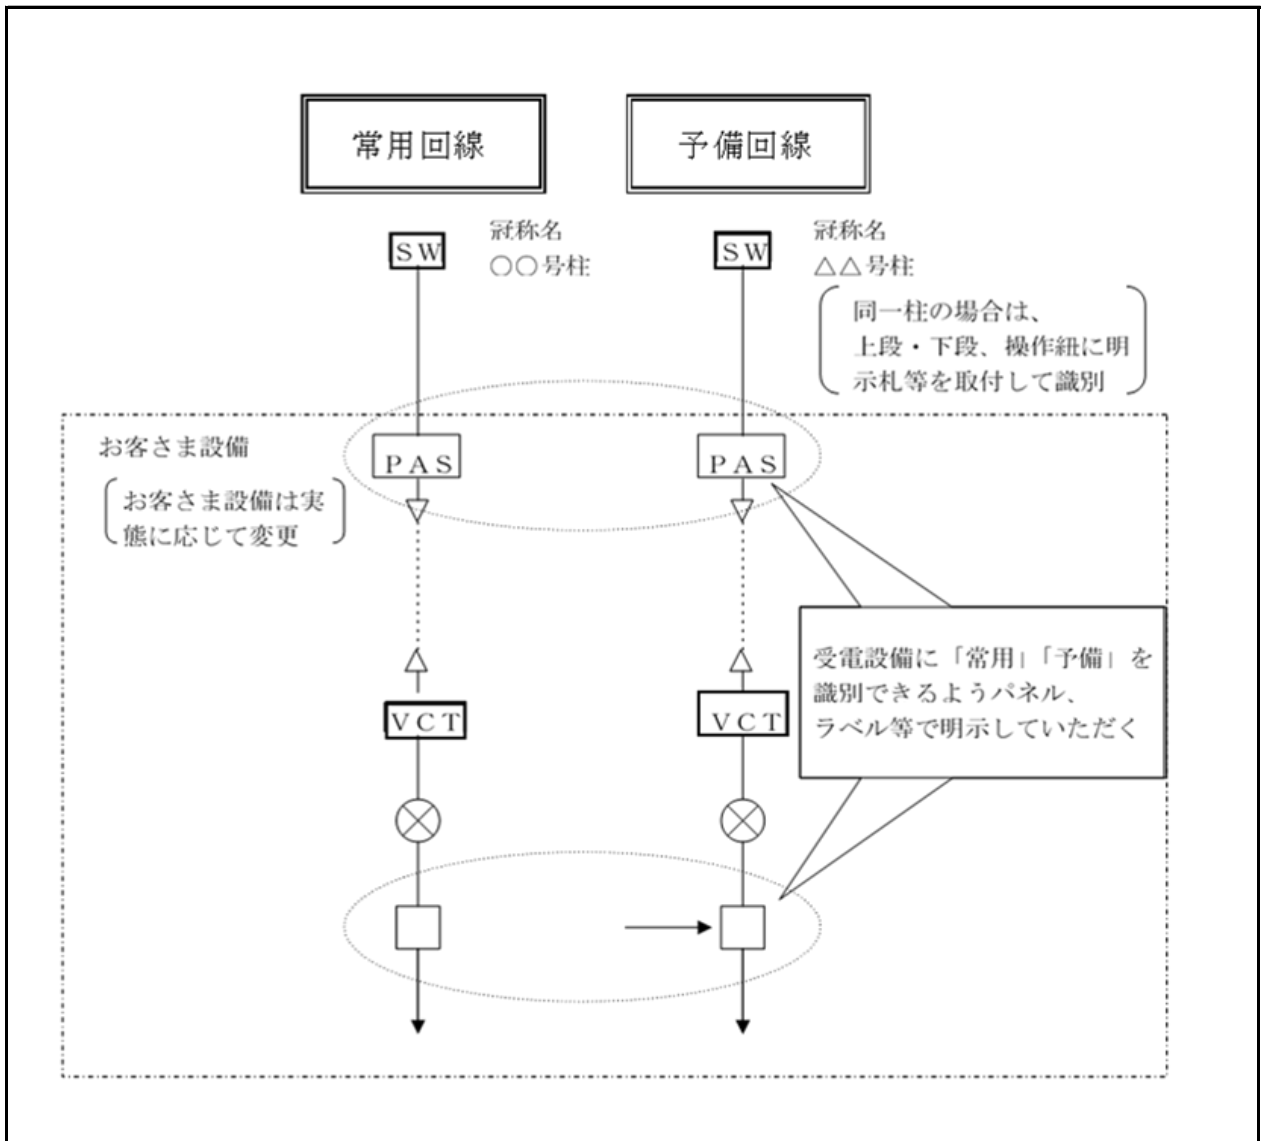 常用回線
予備回線
SW
冠称名
○○号柱
SW
冠称名
△△号柱
同一柱の場合は、
上段・下段、操作紐に明
示札等を取付して識別
お客さま設備
お客さま設備は実
態に応じて変更
PAS
PAS
受電設備に「常用」「予備」を
識別できるようパネル、
ラベル等で明示していただく
VCT
VCT